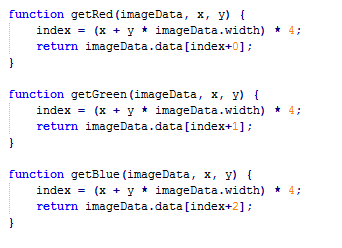 function getRed(imageData, x, y) {
    index = (x + y * imageData.width) * 4;
    return imageData.data[index+0];
}

function getGreen(imageData, x, y) {
    index = (x + y * imageData.width) * 4;
    return imageData.data[index+1];
}

function getBlue(imageData, x, y) {
    index = (x + y * imageData.width) * 4;
    return imageData.data[index+2];
}